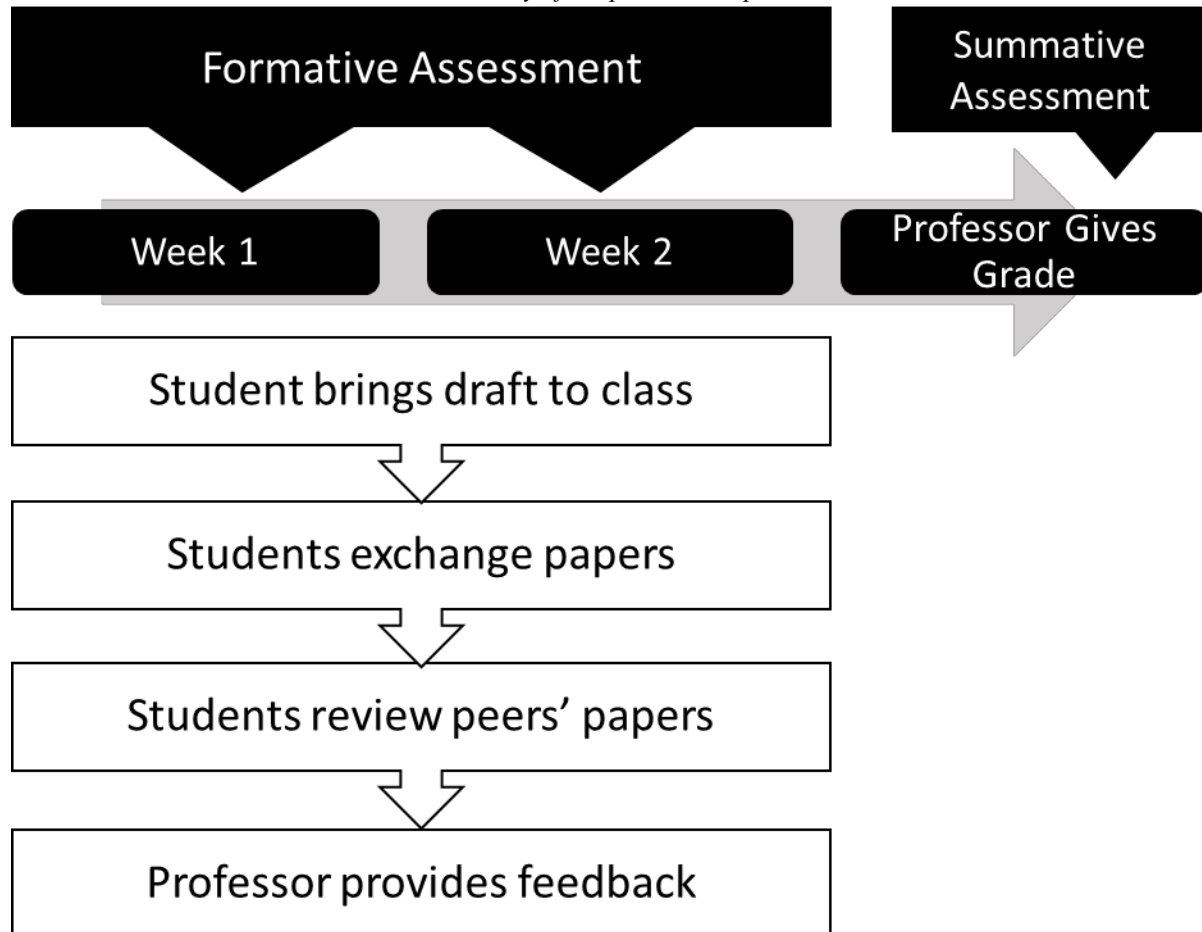 Formative Assessment
Summative
Assessment
Week 1
Week 2
Professor Gives
Grade
Student brings draft to class
Students exchange papers
Students review peers’ papers
Professor provides feedback